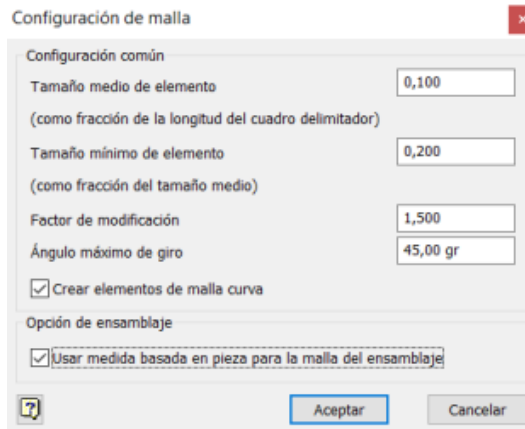 Configuración de malla
Configuración común
Tamaño medio de elemento 0,100
(como fracción de la longitud del cuadro delimitador)
Tamaño mínimo de elemento 0,200
(como fracción del tamaño medio)
Factor de modificación 1,500
Ángulo máximo de giro 45,00 gr
Crear elementos de malla curva
Opción de ensamblaje
Usar medida basada en pieza para la malla del ensamblaje
Aceptar Cancelar